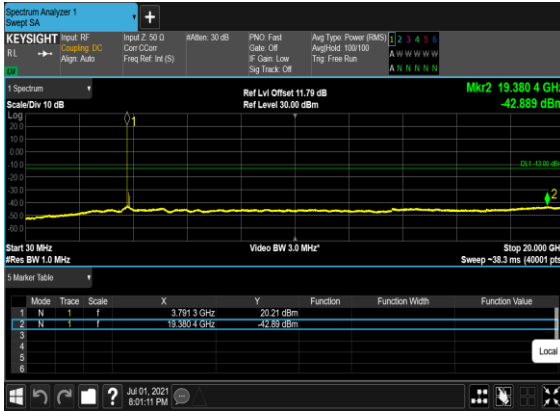 Spectrum Analyzer 1
Swept SA
+
KEYSIGHT
RL
Input: RF
Coupling: DC
Align: Auto
Input Z: 50 Ω
Corr CCorr
Freq Ref: Int (S)
#Atten: 30 dB
PNO: Fast
Gate: Off
IF Gain: Low
Sig Track: Off
Avg Type: Power (RMS)
Avg|Hold: 100/100
Trig: Free Run
1 2 3 4 5 6
A W W W W W
A N N N N N
1 Spectrum
Scale/Div 10 dB
Ref Lvl Offset 11.79 dB
Ref Level 30.00 dBm
Mkr2 19.380 4 GHz
-42.889 dBm
Log
20.0
10.0
0.00
-10.0
-20.0
-30.0
-40.0
-50.0
-60.0
1
DL1 -13.00 dBm
2
Start 30 MHz
#Res BW 1.0 MHz
Video BW 3.0 MHz*
Stop 20.000 GH
Sweep ~38.3 ms (40001 pts
5 Marker Table
Mode Trace Scale X Y Function Function Width Function Value
1 N 1 f 3.791 3 GHz 20.21 dBm
2 N 1 f 19.380 4 GHz -42.89 dBm
3
4
5
6
Local
?
Jul 01, 2021
8:01:11 PM